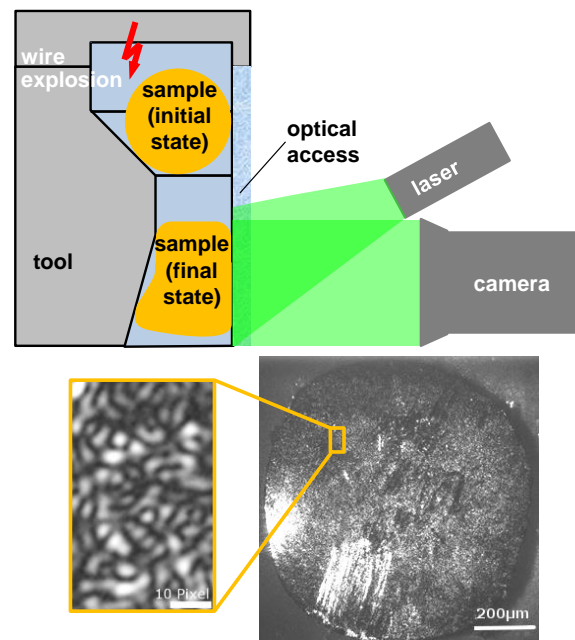 wire
explosion
sample
(initial
state)
optical
access
laser
tool
sample
(final
state)
camera
10 Pixel
200µm